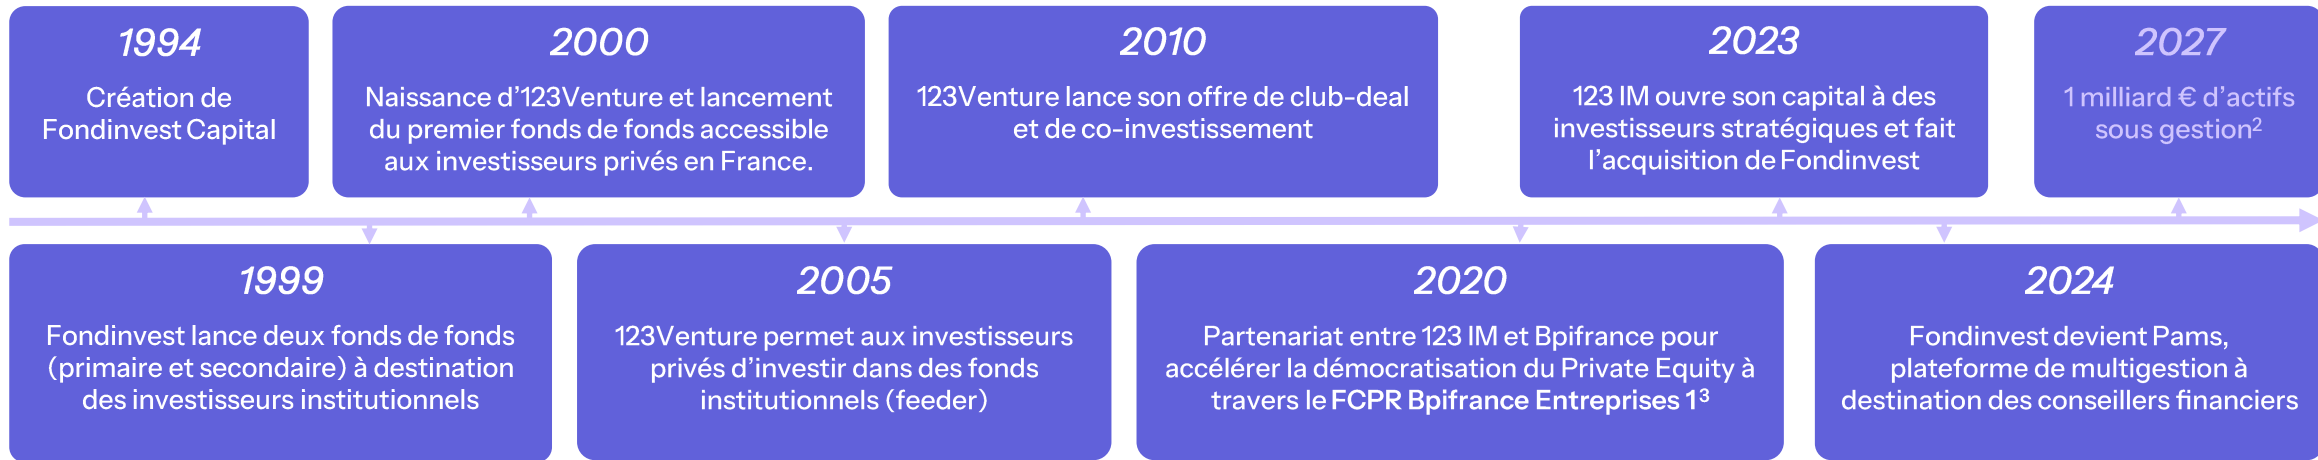 1994
Création de
Fondinvest Capital
2000
Naissance d’123Venture et lancement
du premier fonds de fonds accessible
aux investisseurs privés en France.
2010
123Venture lance son offre de club-deal
et de co-investissement
2023
123 IM ouvre son capital à des
investisseurs stratégiques et fait
l’acquisition de Fondinvest
2027
1 milliard € d’actifs
sous gestion²
1999
Fondinvest lance deux fonds de fonds
(primaire et secondaire) à destination
des investisseurs institutionnels
2005
123Venture permet aux investisseurs
privés d’investir dans des fonds
institutionnels (feeder)
2020
Partenariat entre 123 IM et Bpifrance pour
accélérer la démocratisation du Private Equity à
travers le FCPR Bpifrance Entreprises 1³
2024
Fondinvest devient Pams,
plateforme de multigestion à
destination des conseillers financiers